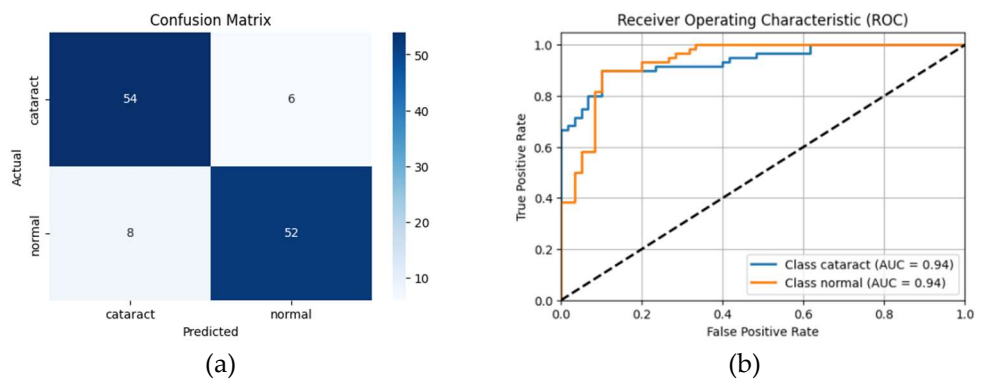 Confusion Matrix
Actual
cataract
normal
54
6
8
52
cataract
normal
Predicted
50
40
30
20
10
(a)
Receiver Operating Characteristic (ROC)
True Positive Rate
1.0
0.8
0.6
0.4
0.2
0.0
0.0
0.2
0.4
0.6
0.8
1.0
False Positive Rate
Class cataract (AUC = 0.94)
Class normal (AUC = 0.94)
(b)